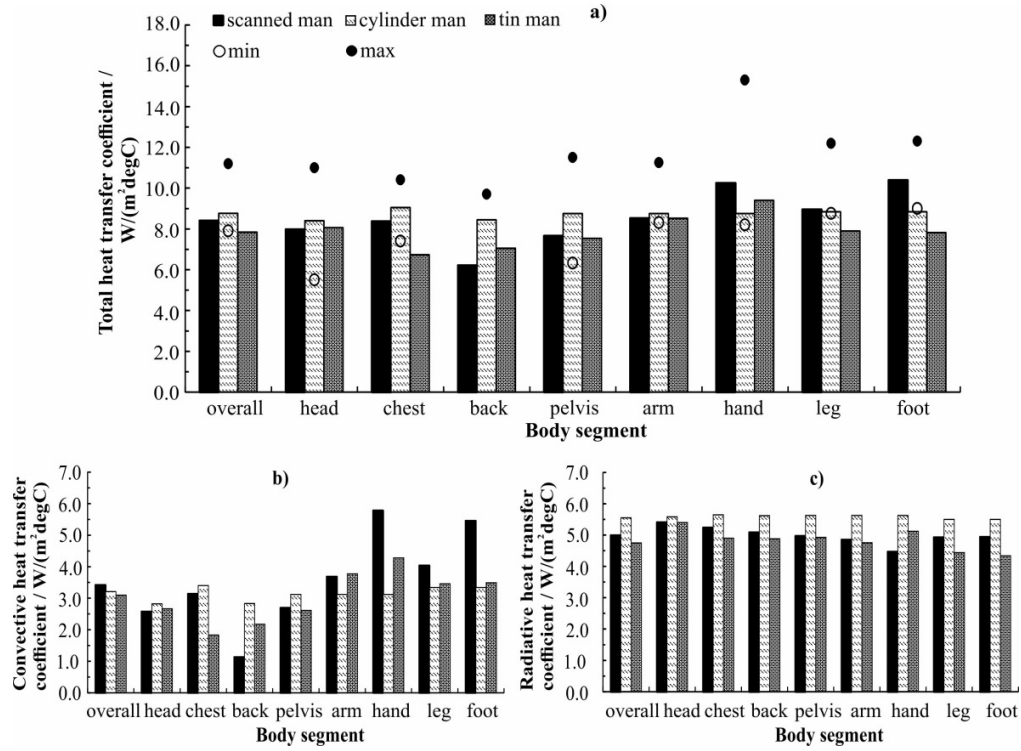 a)
■ scanned man ▨ cylinder man ▩ tin man
○ min ● max
Total heat transfer coefficient /
W/(m²degC)
18.0
16.0
14.0
12.0
10.0
8.0
6.0
4.0
2.0
0.0
overall head chest back pelvis arm hand leg foot
Body segment
b)
Convective heat transfer
coefficient / W/(m²degC)
7.0
6.0
5.0
4.0
3.0
2.0
1.0
0.0
overall head chest back pelvis arm hand leg foot
Body segment
c)
Radiative heat transfer
coefficient / W/(m²degC)
7.0
6.0
5.0
4.0
3.0
2.0
1.0
0.0
overall head chest back pelvis arm hand leg foot
Body segment